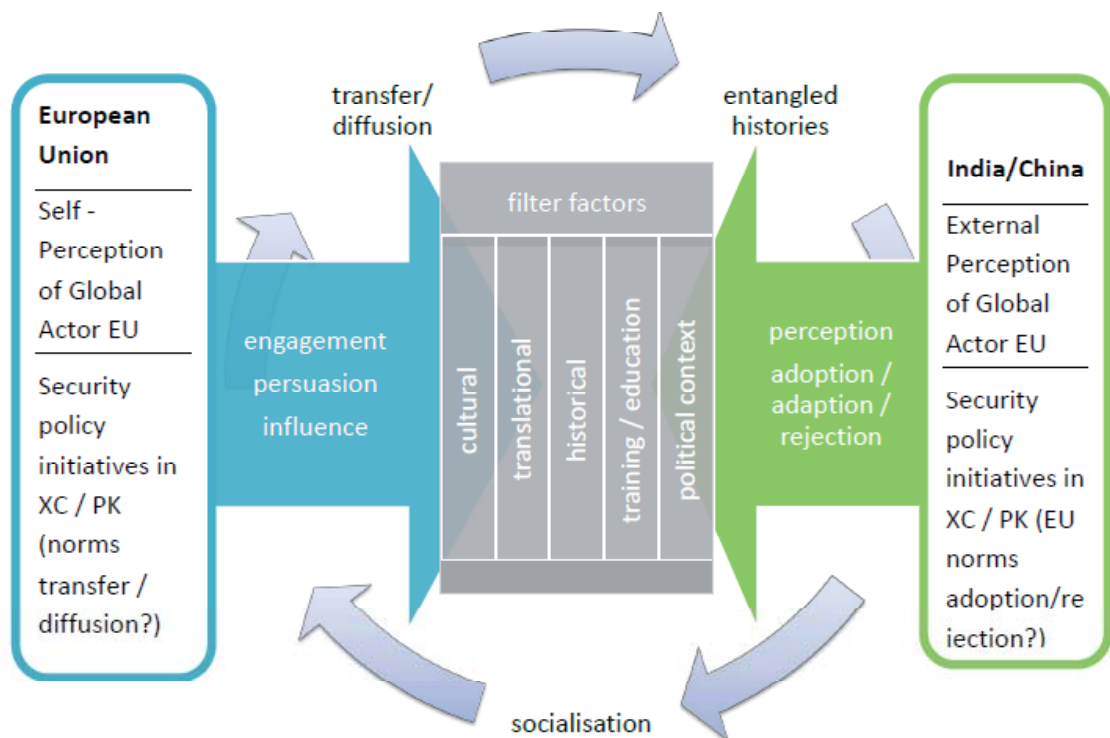 European
Union
Self -
Perception
of Global
Actor EU
Security
policy
initiatives in
XC / PK
(norms
transfer /
diffusion?)
transfer/
diffusion
engagement
persuasion
influence
filter factors
cultural
translational
historical
training / education
political context
entangled
histories
perception
adoption /
adaption /
rejection
India/China
External
Perception
of Global
Actor EU
Security
policy
initiatives in
XC / PK (EU
norms
adoption/re
jection?)
socialisation